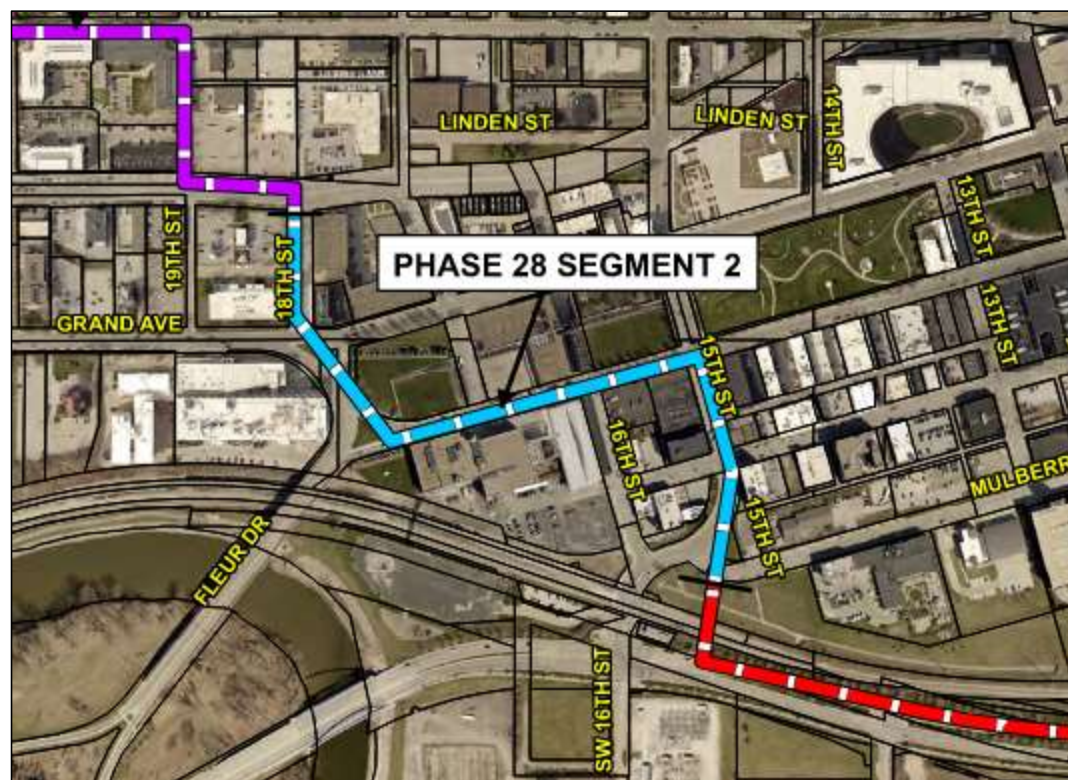 LINDEN ST
LINDEN ST
14TH ST
19TH ST
18TH ST
13TH ST
PHASE 28 SEGMENT 2
GRAND AVE
13TH ST
15TH ST
16TH ST
MULBERR
15TH ST
FLEUR DR
SW 16TH ST